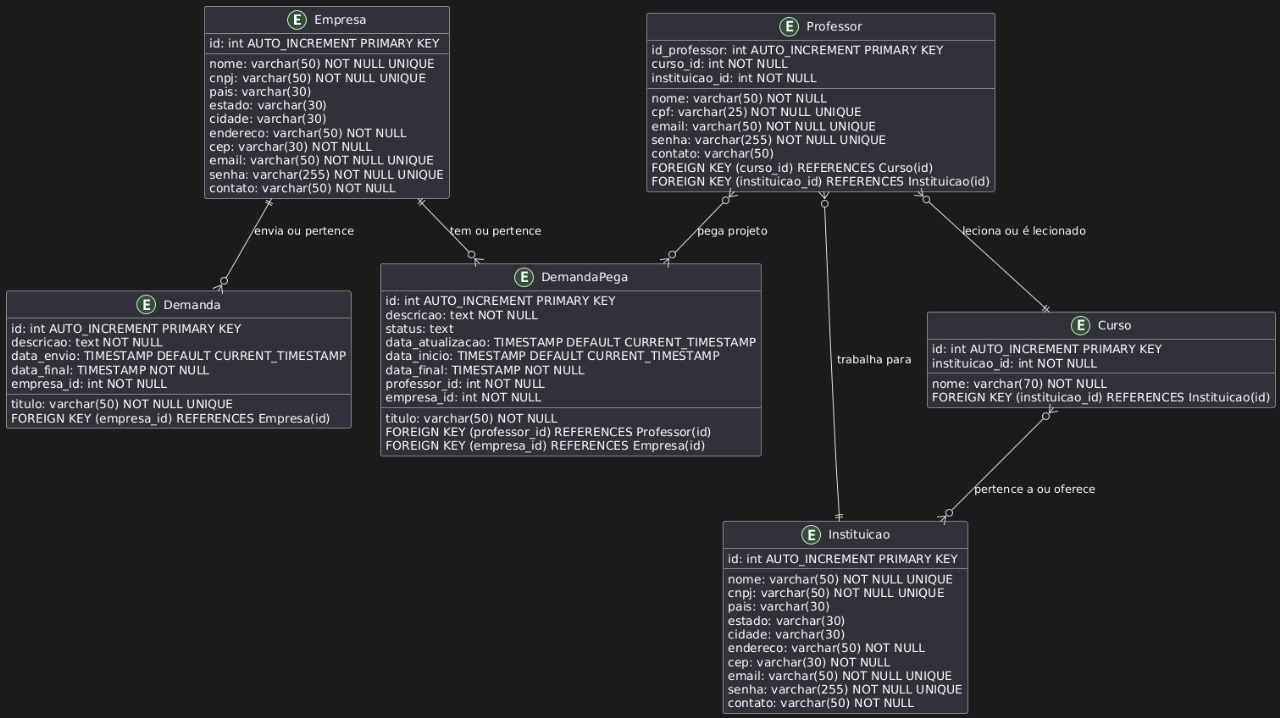 E Empresa
id: int AUTO_INCREMENT PRIMARY KEY
nome: varchar(50) NOT NULL UNIQUE
cnpj: varchar(50) NOT NULL UNIQUE
pais: varchar(30)
estado: varchar(30)
cidade: varchar(30)
endereco: varchar(50) NOT NULL
cep: varchar(30) NOT NULL
email: varchar(50) NOT NULL UNIQUE
senha: varchar(255) NOT NULL UNIQUE
contato: varchar(50) NOT NULL
E Professor
id_professor: int AUTO_INCREMENT PRIMARY KEY
curso_id: int NOT NULL
instituicao_id: int NOT NULL
nome: varchar(50) NOT NULL
cpf: varchar(25) NOT NULL UNIQUE
email: varchar(50) NOT NULL UNIQUE
senha: varchar(255) NOT NULL UNIQUE
contato: varchar(50)
FOREIGN KEY (curso_id) REFERENCES Curso(id)
FOREIGN KEY (instituicao_id) REFERENCES Instituicao(id)
envia ou pertence
tem ou pertence
pega projeto
leciona ou é lecionado
E Demanda
id: int AUTO_INCREMENT PRIMARY KEY
descricao: text NOT NULL
data_envio: TIMESTAMP DEFAULT CURRENT_TIMESTAMP
data_final: TIMESTAMP NOT NULL
empresa_id: int NOT NULL
titulo: varchar(50) NOT NULL UNIQUE
FOREIGN KEY (empresa_id) REFERENCES Empresa(id)
E DemandaPega
id: int AUTO_INCREMENT PRIMARY KEY
descricao: text NOT NULL
status: text
data_atualizacao: TIMESTAMP DEFAULT CURRENT_TIMESTAMP
data_inicio: TIMESTAMP DEFAULT CURRENT_TIMESTAMP
data_final: TIMESTAMP NOT NULL
professor_id: int NOT NULL
empresa_id: int NOT NULL
titulo: varchar(50) NOT NULL
FOREIGN KEY (professor_id) REFERENCES Professor(id)
FOREIGN KEY (empresa_id) REFERENCES Empresa(id)
trabalha para
E Curso
id: int AUTO_INCREMENT PRIMARY KEY
instituicao_id: int NOT NULL
nome: varchar(70) NOT NULL
FOREIGN KEY (instituicao_id) REFERENCES Instituicao(id)
pertence a ou oferece
E Instituicao
id: int AUTO_INCREMENT PRIMARY KEY
nome: varchar(50) NOT NULL UNIQUE
cnpj: varchar(50) NOT NULL UNIQUE
pais: varchar(30)
estado: varchar(30)
cidade: varchar(30)
endereco: varchar(50) NOT NULL
cep: varchar(30) NOT NULL
email: varchar(50) NOT NULL UNIQUE
senha: varchar(255) NOT NULL UNIQUE
contato: varchar(50) NOT NULL